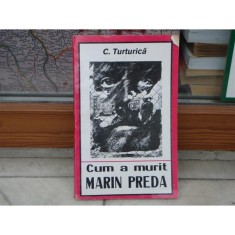 C. Turturică
Cum a murit
MARIN PREDA